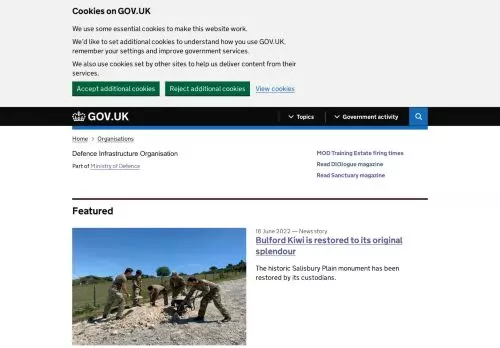 Cookies on GOV.UK
We use some essential cookies to make this website work.
We'd like to set additional cookies to understand how you use GOV.UK,
remember your settings and improve government services.
We also use cookies set by other sites to help us deliver content from their
services.
Accept additional cookies
Reject additional cookies
View cookies
GOV.UK
Topics
Government activity
Home
Organisations
Defence Infrastructure Organisation
Part of Ministry of Defence
MOD Training Estate firing times
Read DIOlogue magazine
Read Sanctuary magazine
Featured
16 June 2022 — News story
Bulford Kiwi is restored to its original
splendour
The historic Salisbury Plain monument has been
restored by its custodians.